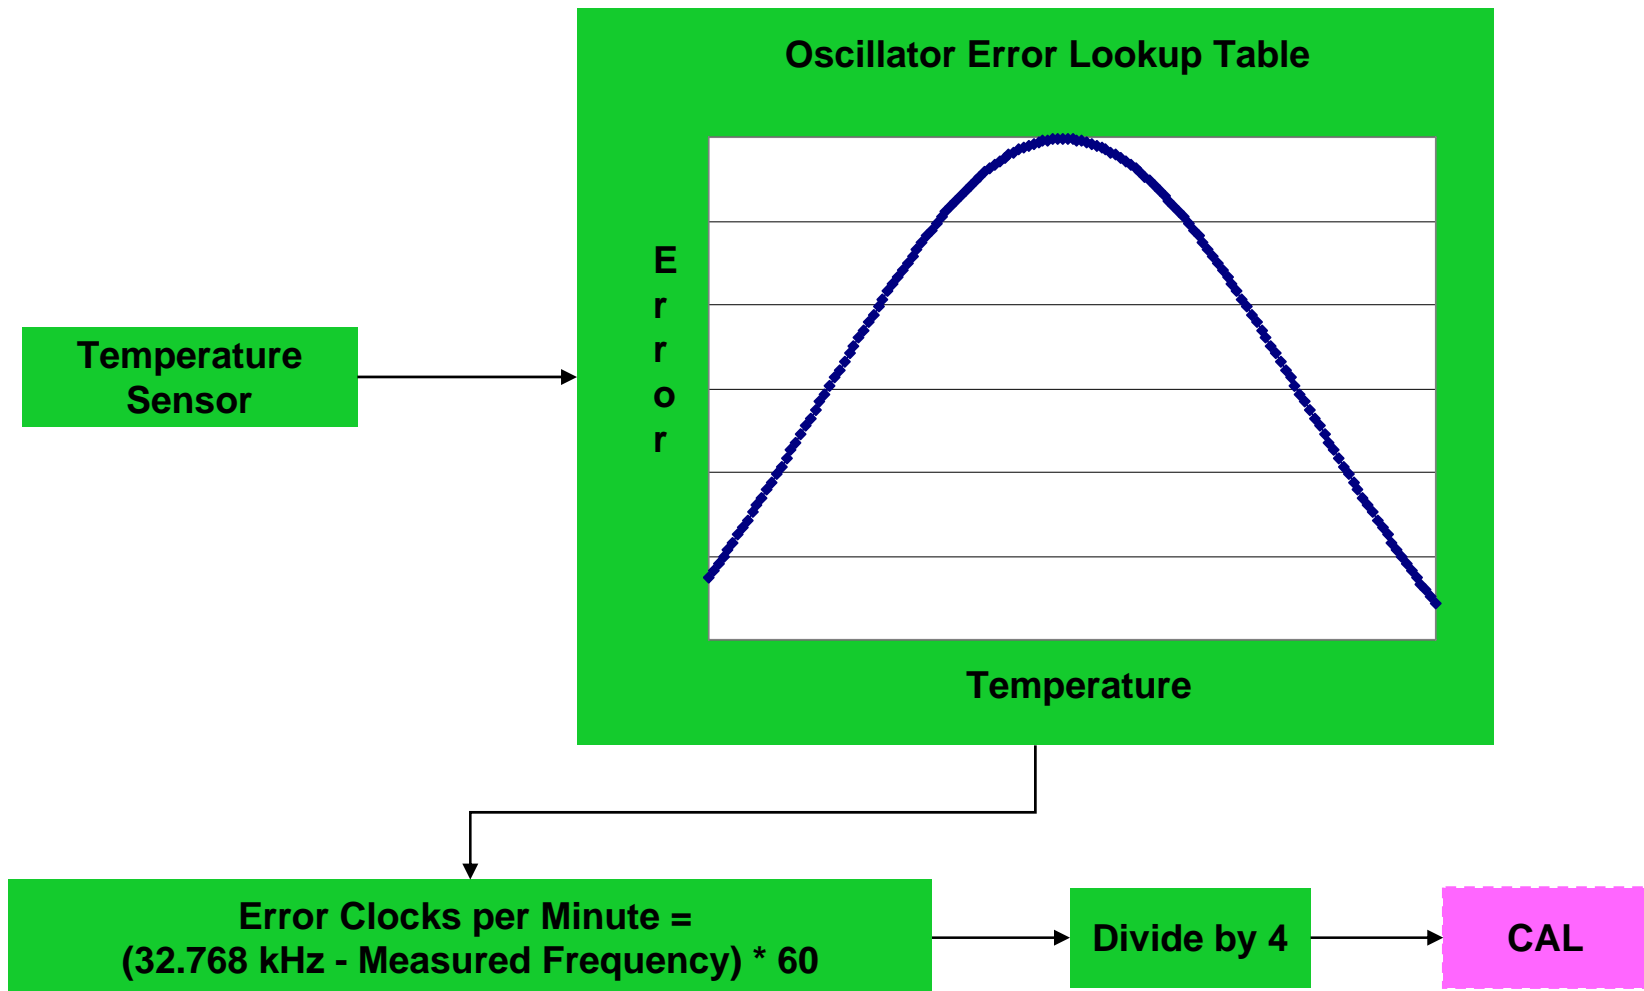 Oscillator Error Lookup Table
E
r
r
o
r
Temperature
Sensor
Temperature
Error Clocks per Minute =
(32.768 kHz - Measured Frequency) * 60
Divide by 4
CAL